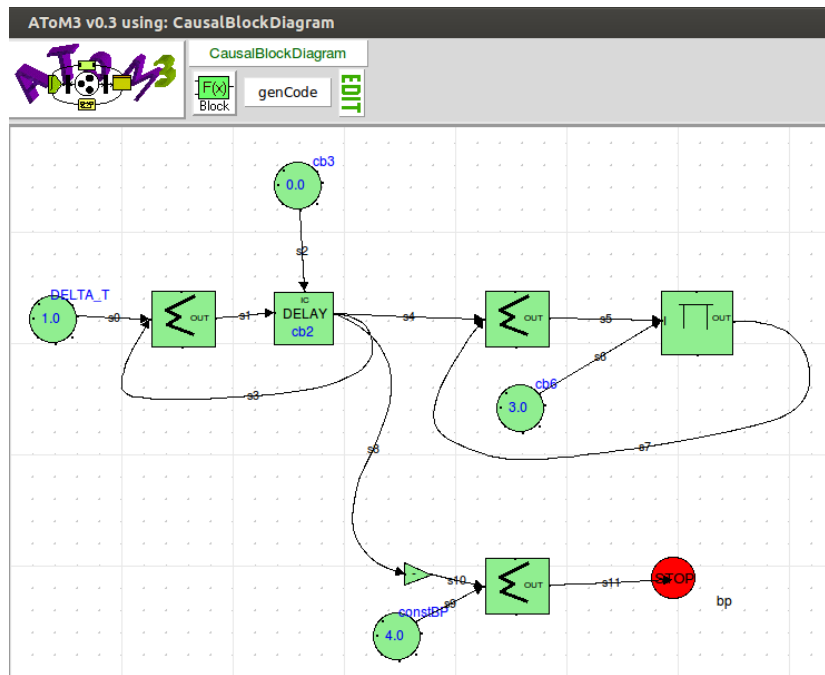 AToM3 v0.3 using: CausalBlockDiagram
ATOM3
CausalBlockDiagram
F(x)
Block
genCode
EDIT
cb3
0.0
s2
DELTA_T
1.0
s0
OUT
s1
IC
DELAY
cb2
s4
OUT
s5
OUT
s3
s6
cb6
3.0
s7
s8
-
s10
OUT
s11
STOP
bp
s9
constBP
4.0